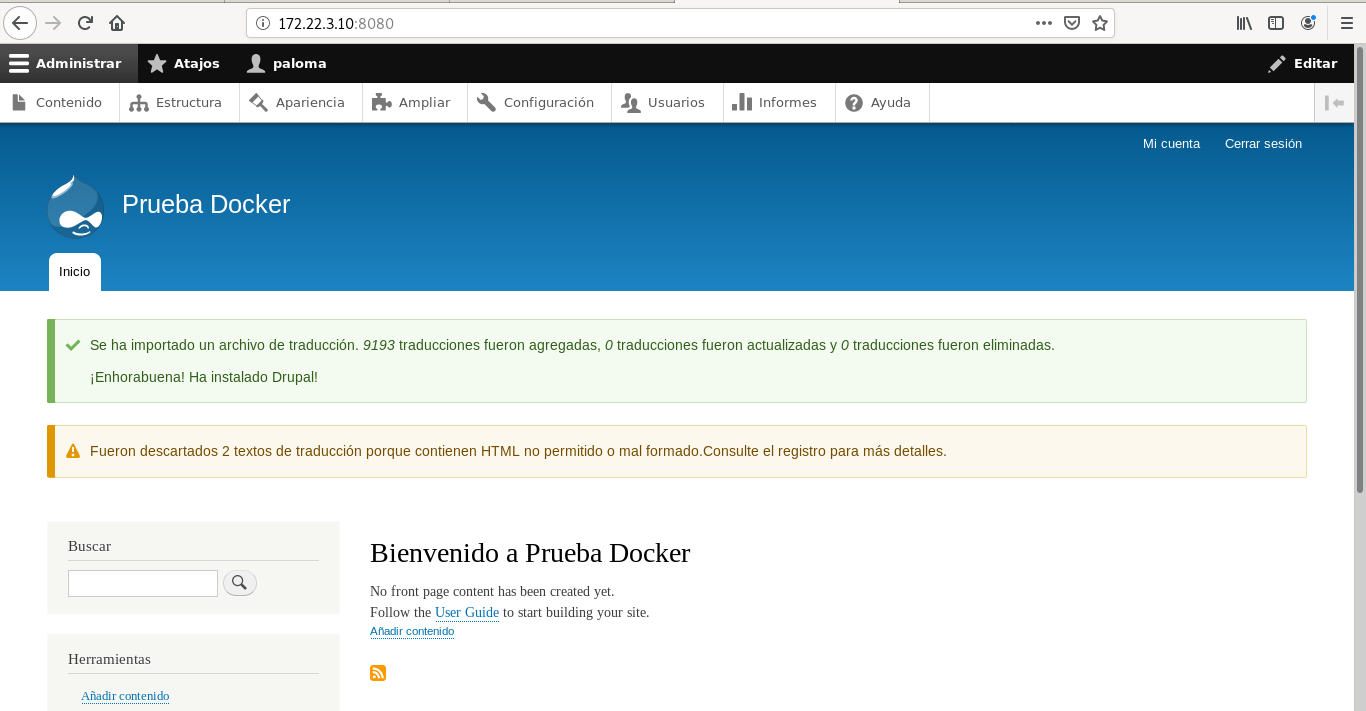 172.22.3.10:8080
Administrar Atajos paloma Editar
Contenido Estructura Apariencia Ampliar Configuración Usuarios Informes Ayuda
Mi cuenta Cerrar sesión
Prueba Docker
Inicio
Se ha importado un archivo de traducción. 9193 traducciones fueron agregadas, 0 traducciones fueron actualizadas y 0 traducciones fueron eliminadas.
¡Enhorabuena! Ha instalado Drupal!
Fueron descartados 2 textos de traducción porque contienen HTML no permitido o mal formado.Consulte el registro para más detalles.
Buscar
Bienvenido a Prueba Docker
No front page content has been created yet.
Follow the User Guide to start building your site.
Añadir contenido
Herramientas
Añadir contenido